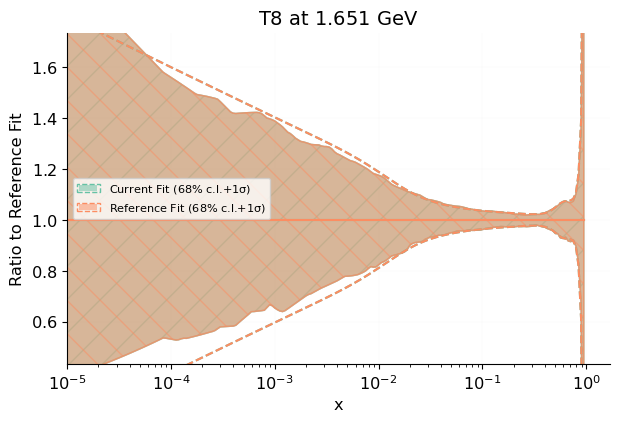 T8 at 1.651 GeV
Ratio to Reference Fit
1.6
1.4
1.2
1.0
0.8
0.6
Current Fit (68% c.l.+1σ)
Reference Fit (68% c.l.+1σ)
10⁻⁵ 10⁻⁴ 10⁻³ 10⁻² 10⁻¹ 10⁰
x